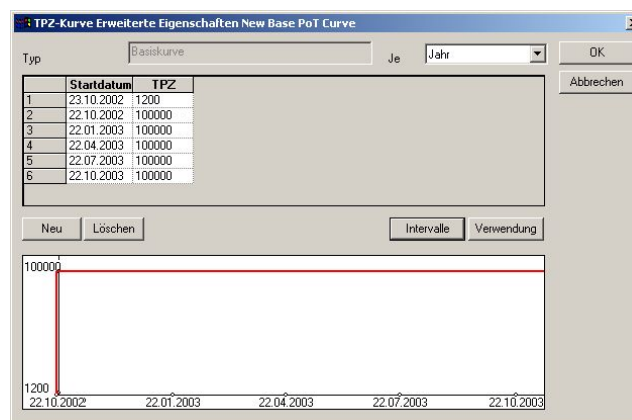 TPZ-Kurve Erweiterte Eigenschaften New Base PoT Curve
Typ Basiskurve Je Jahr OK
Abbrechen
Startdatum TPZ
1 23.10.2002 1200
2 22.10.2002 100000
3 22.01.2003 100000
4 22.04.2003 100000
5 22.07.2003 100000
6 22.10.2003 100000
Neu Löschen Intervalle Verwendung
100000
1200
22.10.2002 22.01.2003 22.04.2003 22.07.2003 22.10.2003